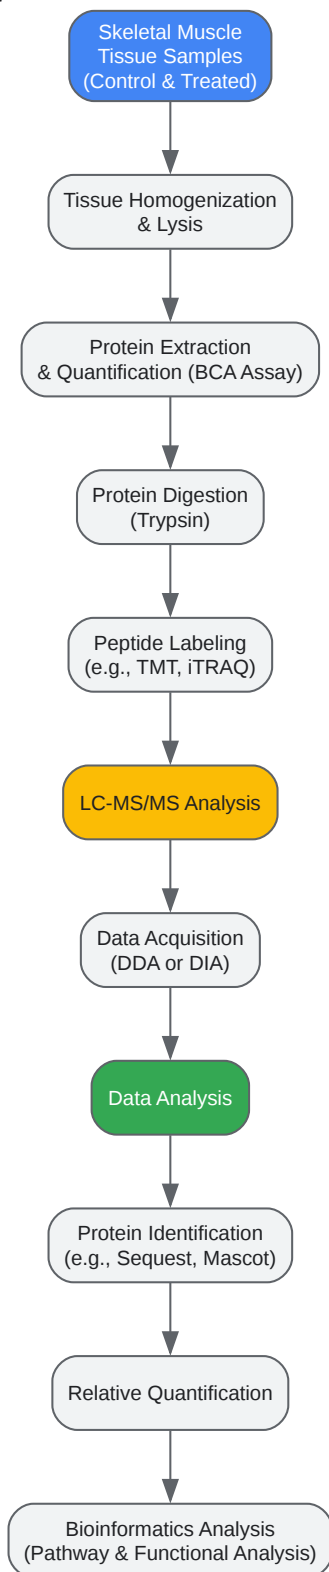 Skeletal Muscle
Tissue Samples
(Control & Treated)
Tissue Homogenization
& Lysis
Protein Extraction
& Quantification (BCA Assay)
Protein Digestion
(Trypsin)
Peptide Labeling
(e.g., TMT, iTRAQ)
LC-MS/MS Analysis
Data Acquisition
(DDA or DIA)
Data Analysis
Protein Identification
(e.g., Sequest, Mascot)
Relative Quantification
Bioinformatics Analysis
(Pathway & Functional Analysis)